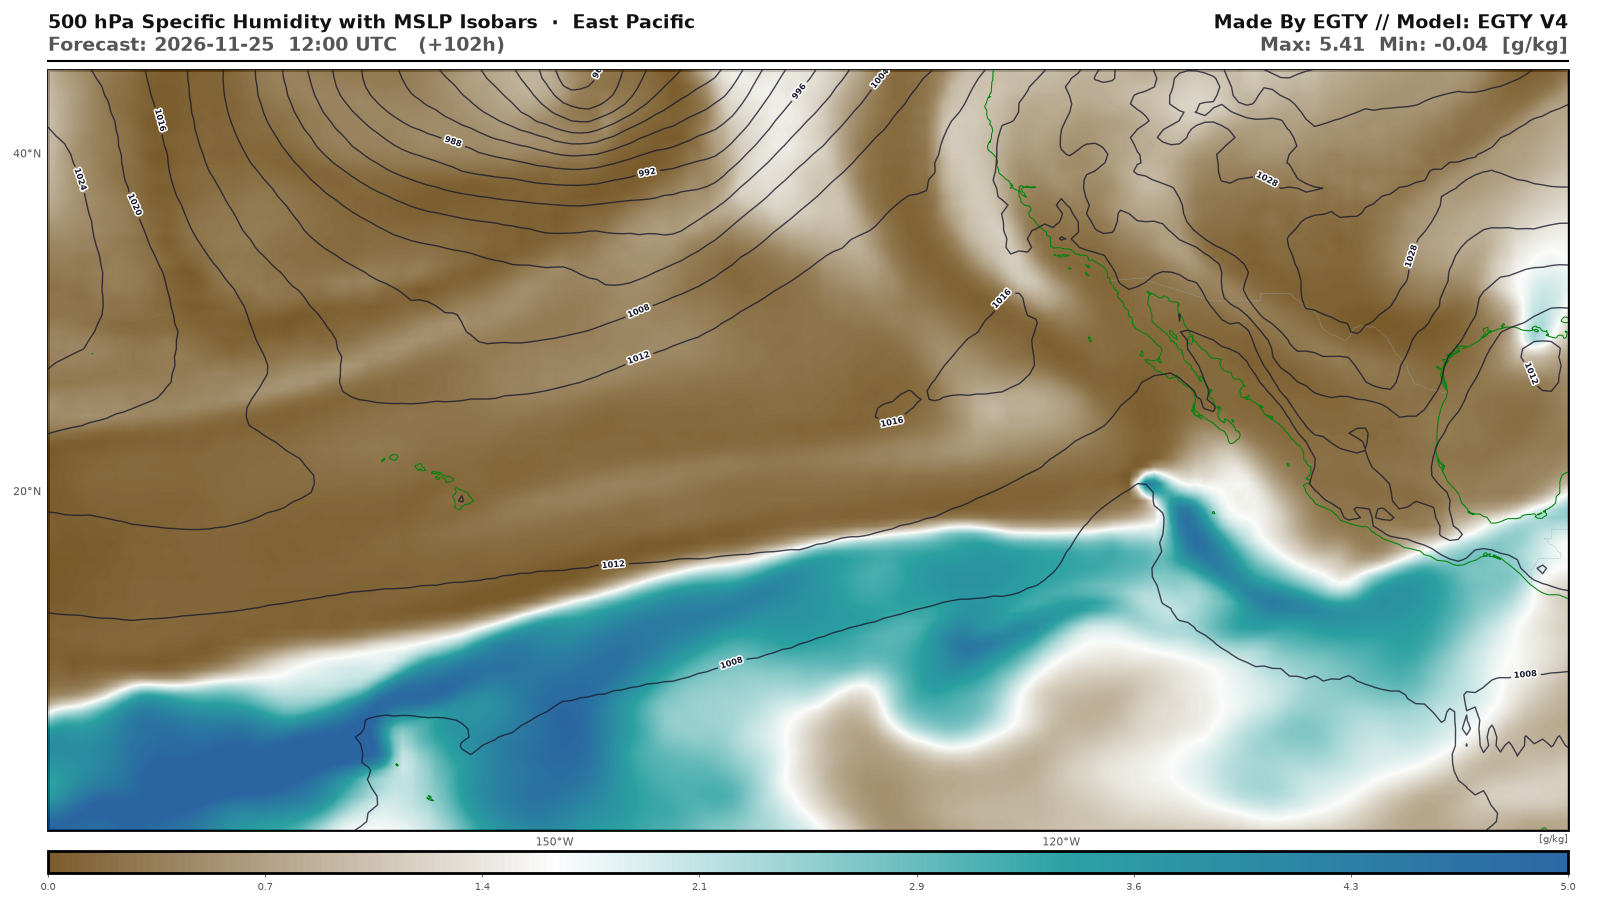 500 hPa Specific Humidity with MSLP Isobars · East Pacific
Made By EGTY // Model: EGTY V4
Forecast: 2026-11-25 12:00 UTC (+102h)
Max: 5.41 Min: -0.04 [g/kg]
1004
996
1016
988
40°N
992
1024
1028
1020
1028
1016
1008
1012
1012
1016
20°N
1012
1008
1008
150°W
120°W
[g/kg]
0.0
0.7
1.4
2.1
2.9
3.6
4.3
5.0